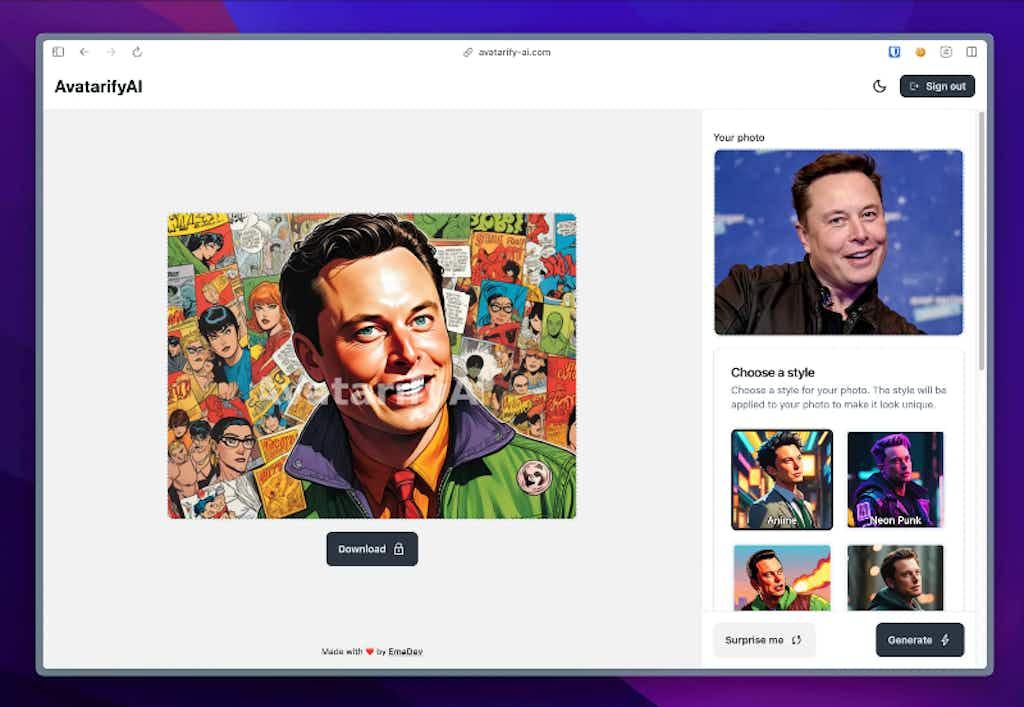 avatarify-ai.com
AvatarifyAI
Sign out
Your photo
AvatarifyAI
Choose a style
Choose a style for your photo. The style will be
applied to your photo to make it look unique.
Anime
Neon Punk
Download
Surprise me
Generate
Made with ❤ by EmaDev